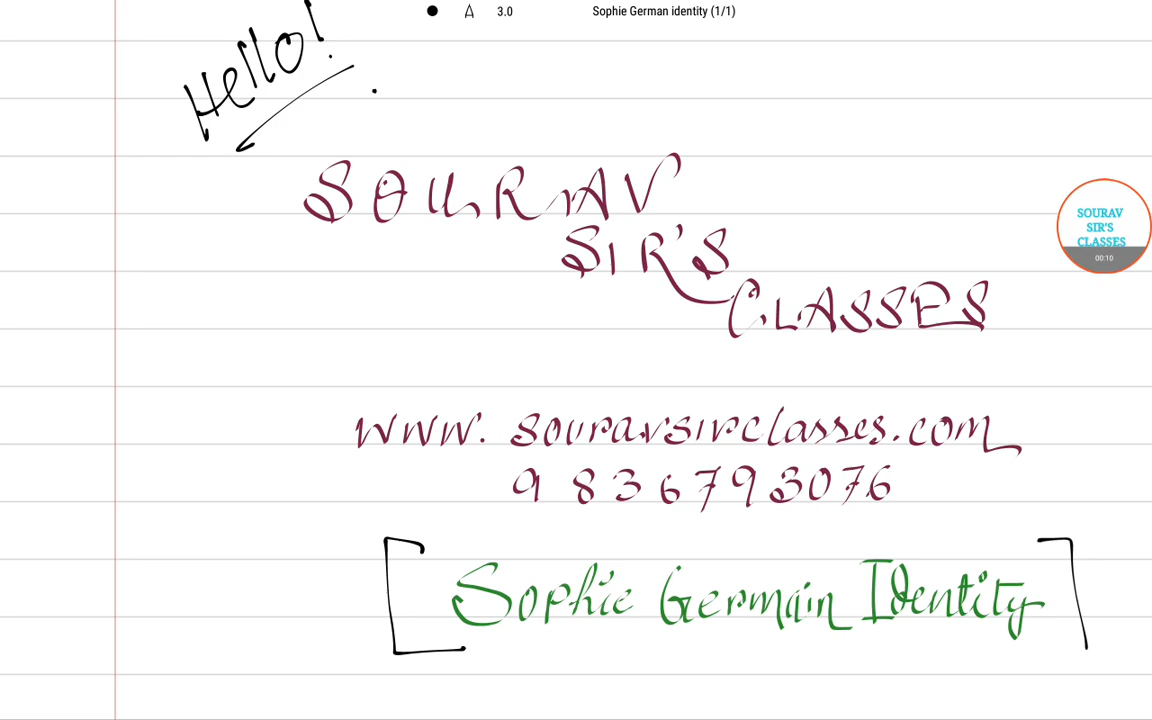 A 3.0 Sophie German identity (1/1)
Hello!
SOURAV
SIR'S
CLASSES
SOURAV
SIR'S
CLASSES
00:10
www.souravsirclasses.com
9836793076
[Sophie Germain Identity]